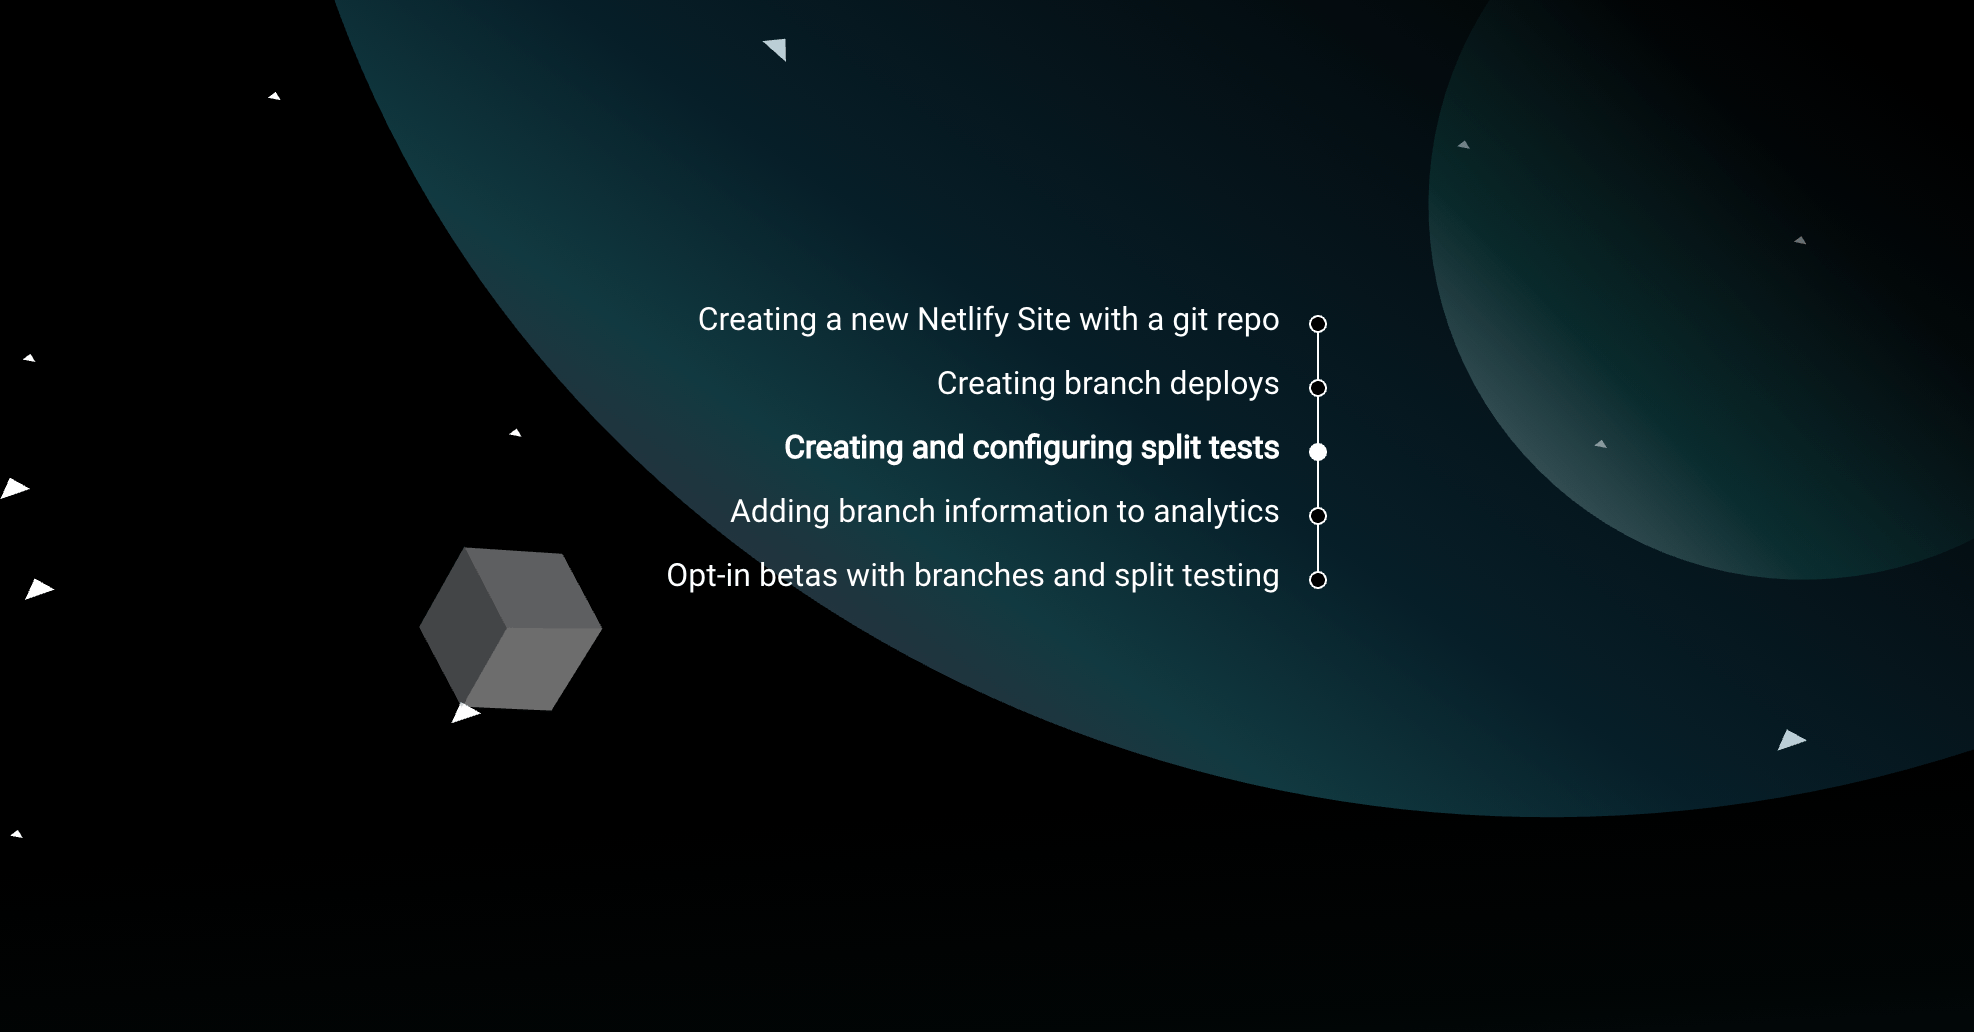 Creating a new Netlify Site with a git repo
Creating branch deploys
Creating and configuring split tests
Adding branch information to analytics
Opt-in betas with branches and split testing